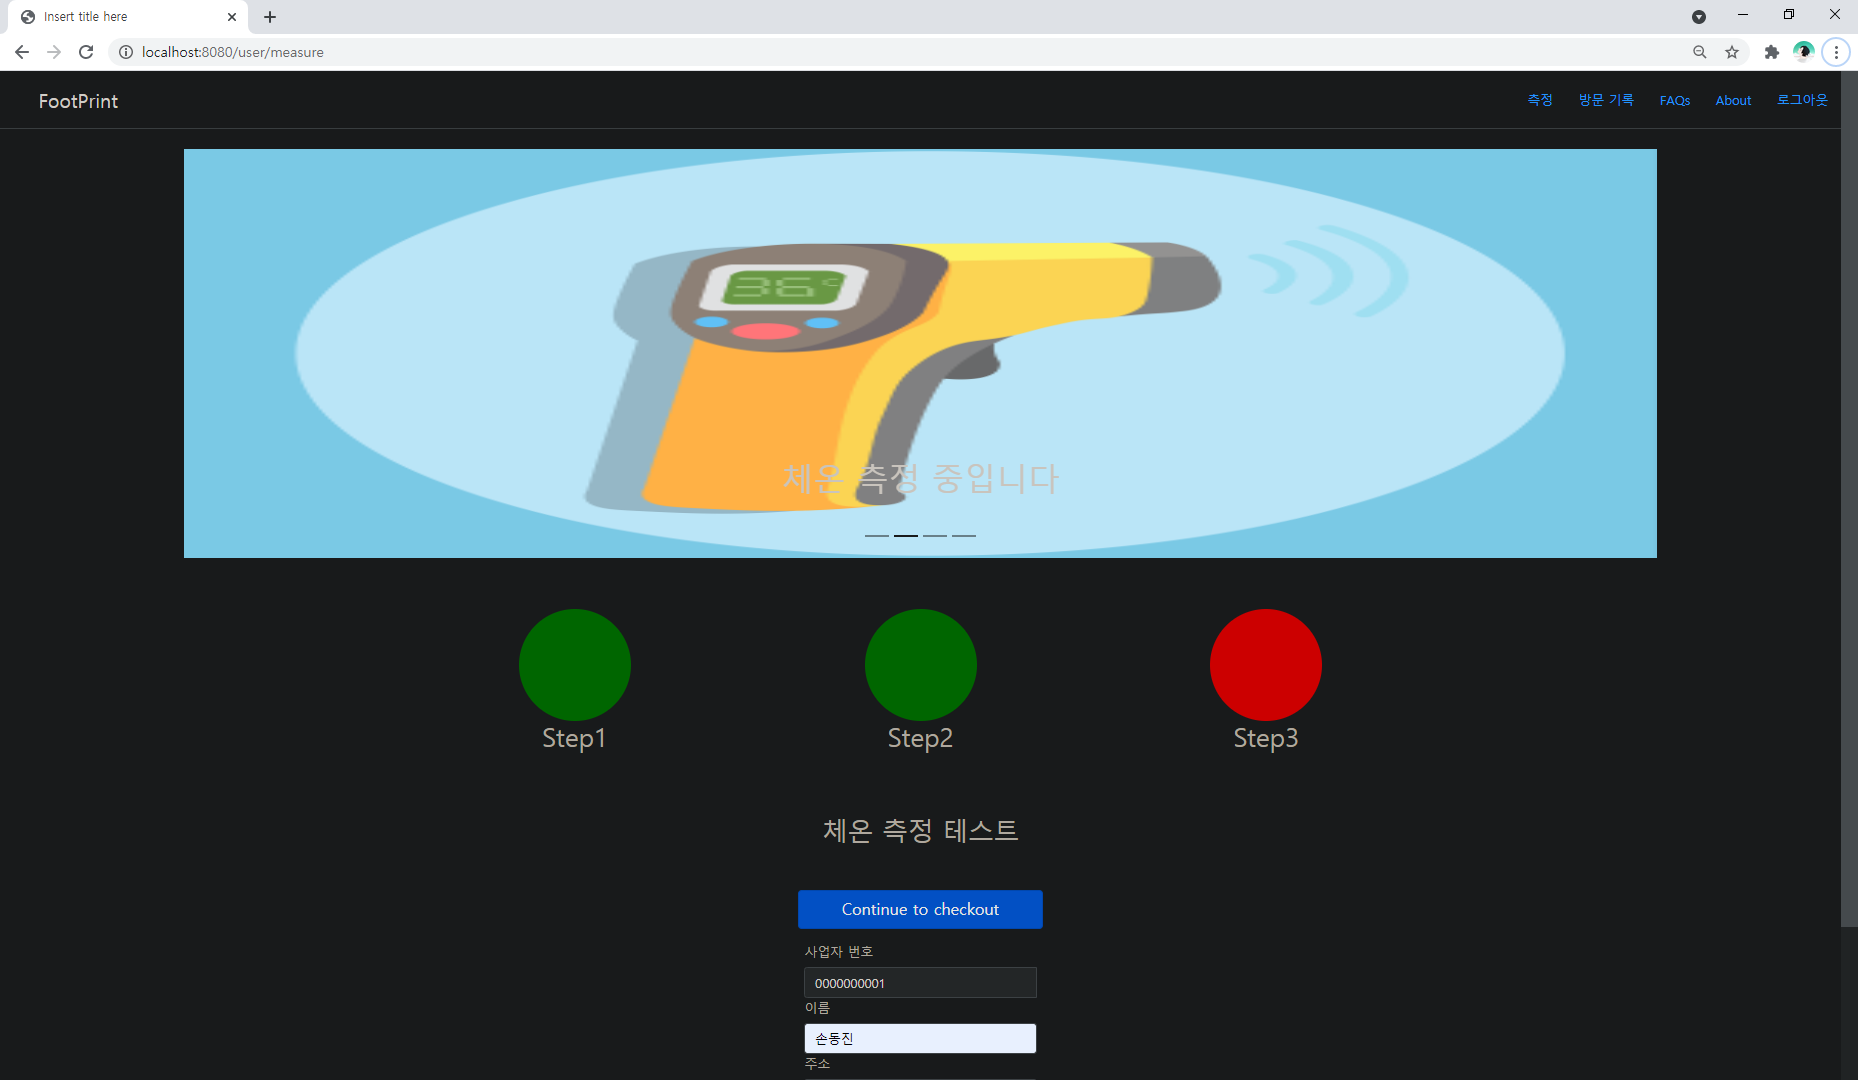 Insert title here
localhost:8080/user/measure
FootPrint
측정 방문 기록 FAQs About 로그아웃
36°C
체온 측정 중입니다
Step1 Step2 Step3
체온 측정 테스트
Continue to checkout
사업자 번호
0000000001
이름
손동진
주소